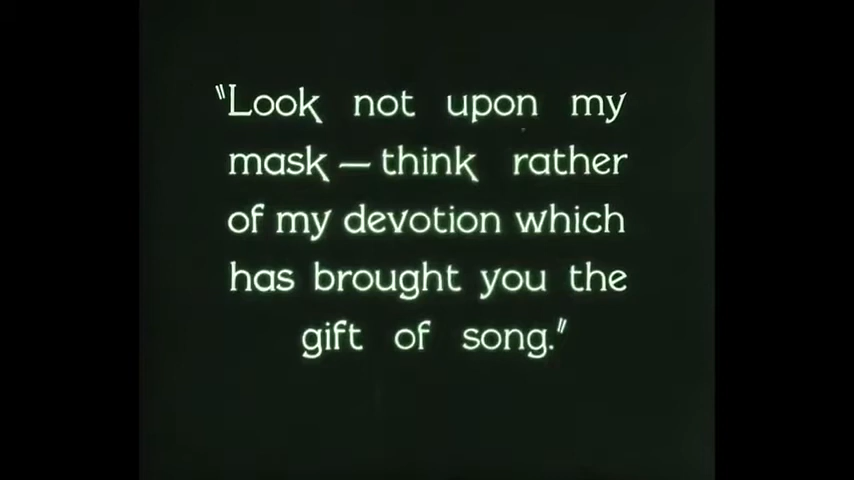 "Look not upon my
mask — think rather
of my devotion which
has brought you the
gift of song."